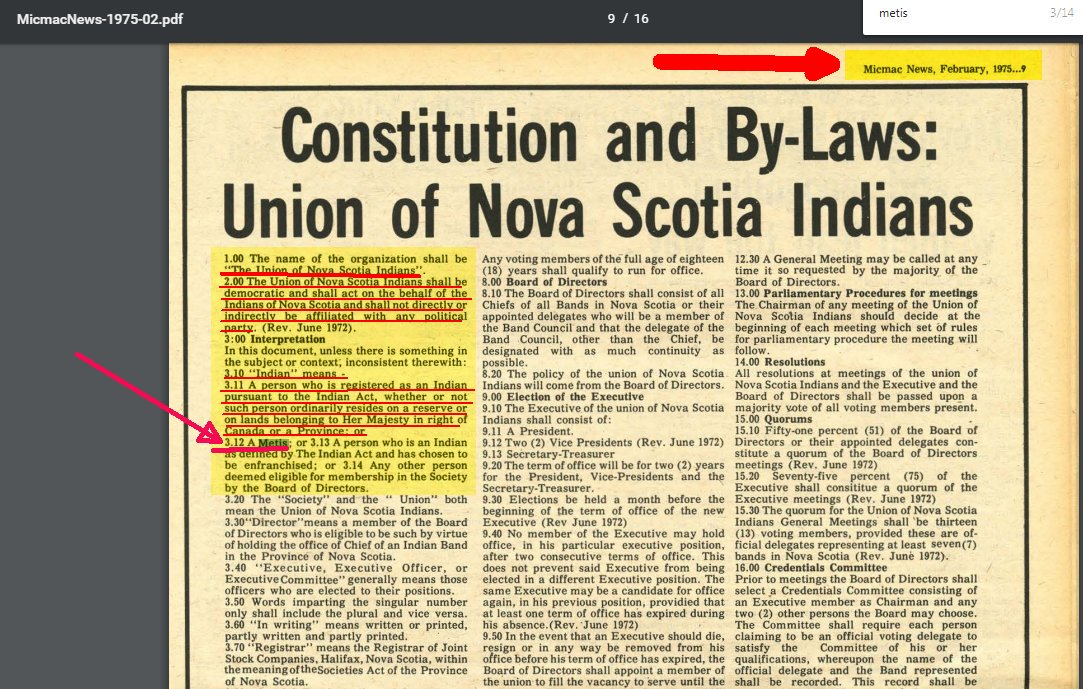 MicmacNews-1975-02.pdf
9 / 16
metis
3/14
Micmac News, February, 1975...9
Constitution and By-Laws:
Union of Nova Scotia Indians
1.00 The name of the organization shall be
"The Union of Nova Scotia Indians".
2.00 The Union of Nova Scotia Indians shall be
democratic and shall act on the behalf of the
Indians of Nova Scotia and shall not directly or
indirectly be affiliated with any political
party. (Rev. June 1972).
3:00 Interpretation
In this document, unless there is something in
the subject or context, inconsistent therewith:
3.10 "Indian" means -
3.11 A person who is registered as an Indian
pursuant to the Indian Act, whether or not
such person ordinarily resides on a reserve or
on lands belonging to Her Majesty in right of
Canada or a Province; or
3.12 A Metis; or 3.13 A person who is an Indian
as defined by The Indian Act and has chosen to
be enfranchised; or 3.14 Any other person
deemed eligible for membership in the Society
by the Board of Directors.
3.20 The "Society" and the " Union" both
mean the Union of Nova Scotia Indians.
3.30"Director"means a member of the Board
of Directors who is eligible to be such by virtue
of holding the office of Chief of an Indian Band
in the Province of Nova Scotia.
3.40 "Executive, Executive Officer, or
Executive Committee" generally means those
officers who are elected to their positions.
3.50 Words imparting the singular number
only shall include the plural and vice versa.
3.60 "In writing" means written or printed,
partly written and partly printed.
3.70 "Registrar" means the Registrar of Joint
Stock Companies, Halifax, Nova Scotia, within
the meaning of the Societies Act of the Province
of Nova Scotia.
Any voting members of the full age of eighteen
(18) years shall qualify to run for office.
8.00 Board of Directors
8.10 The Board of Directors shall consist of all
Chiefs of all Bands in Nova Scotia or their
appointed delegates who will be a member of
the Band Council and that the delegate of the
Band Council, other than the Chief, be
designated with as much continuity as
possible.
8.20 The policy of the union of Nova Scotia
Indians will come from the Board of Directors.
9.00 Election of the Executive
9.10 The Executive of the union of Nova Scotia
Indians shall consist of:
9.11 A President.
9.12 Two (2) Vice Presidents (Rev. June 1972)
9.13 Secretary-Treasurer
9.20 The term of office will be for two (2) years
for the President, Vice-Presidents and the
Secretary-Treasurer.
9.30 Elections be held a month before the
beginning of the term of office of the new
Executive (Rev June 1972)
9.40 No member of the Executive may hold
office, in his particular executive position,
after two consecutive terms of office. This
does not prevent said Executive from being
elected in a different Executive position. The
same Executive may be a candidate for office
again, in his previous position, providied that
at least one term of office has expired during
his absence.(Rev. June 1972)
9.50 In the event that an Executive should die,
resign or in any way be removed from his
office before his term of office has expired, the
Board of Directors shall appoint a member of
the union to fill the vacancy to serve until the
12.30 A General Meeting may be called at any
time it so requested by the majority of the
Board of Directors.
13.00 Parliamentary Procedures for meetings
The Chairman of any meeting of the Union of
Nova Scotia Indians should decide at the
beginning of each meeting which set of rules
for parliamentary procedure the meeting will
follow.
14.00 Resolutions
All resolutions at meetings of the union of
Nova Scotia Indians and the Executive and the
Board of Directors shall be passed upon a
majority vote of all voting members present.
15.00 Quorums
15.10 Fifty-one percent (51) of the Board of
Directors or their appointed delegates con-
stitute a quorum of the Board of Directors
meetings (Rev. June 1972)
15.20 Seventy-five percent (75) of the
Executive shall consititue a quorum of the
Executive meetings (Rev. June 1972)
15.30 The quorum for the Union of Nova Scotia
Indians General Meetings shall be thirteen
(13) voting members, provided these are of-
ficial delegates representing at least seven(7)
bands in Nova Scotia (Rev. June 1972).
16.00 Credentials Committee
Prior to meetings the Board of Directors shall
select a Credentials Committee consisting of
an Executive member as Chairman and any
two (2) other persons the Board may choose.
The Committee shall require each person
claiming to be an official voting delegate to
satisfy the Committee of his or her
qualifications, whereupon the name of the
official delegate and the Band represented
shall be recorded. This record shall be